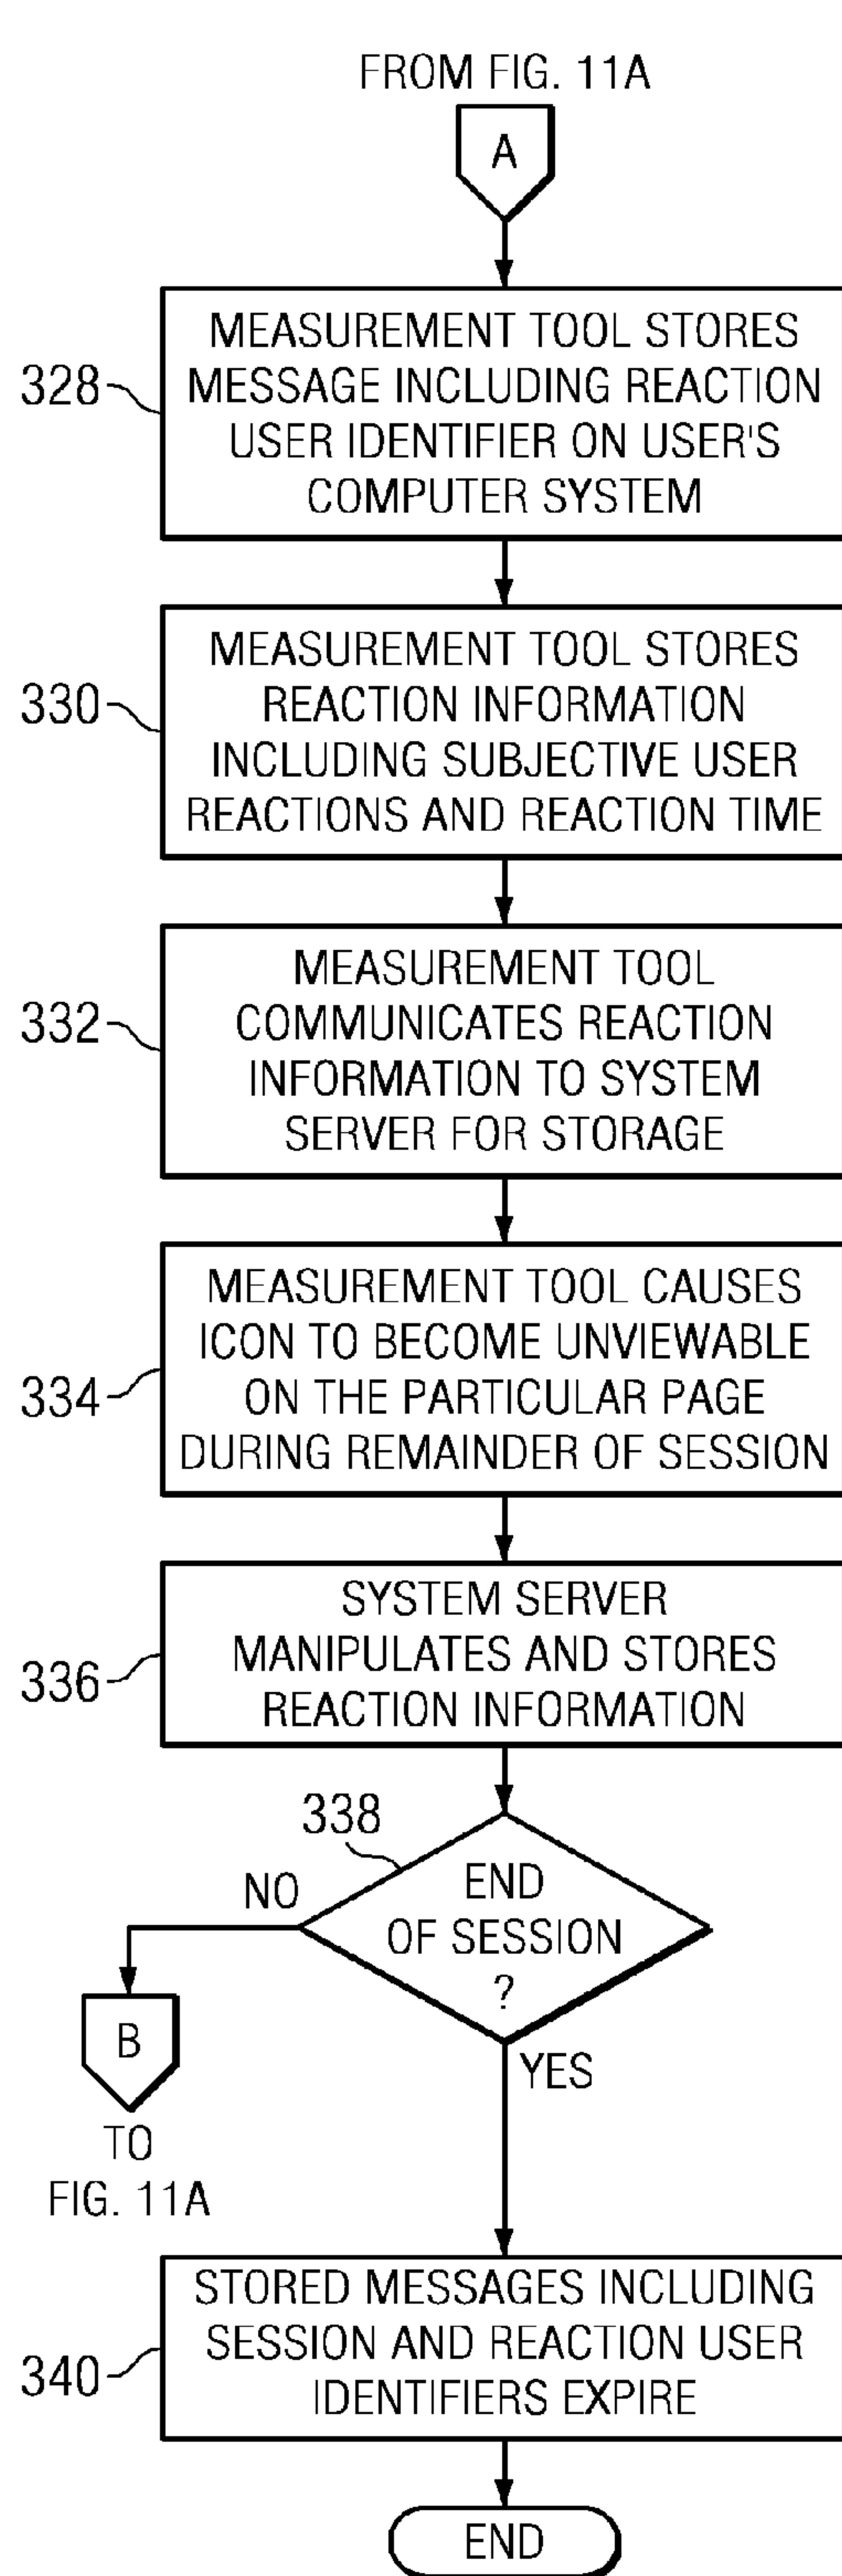 FROM FIG. 11A
A
328
MEASUREMENT TOOL STORES
MESSAGE INCLUDING REACTION
USER IDENTIFIER ON USER'S
COMPUTER SYSTEM
330
MEASUREMENT TOOL STORES
REACTION INFORMATION
INCLUDING SUBJECTIVE USER
REACTIONS AND REACTION TIME
332
MEASUREMENT TOOL
COMMUNICATES REACTION
INFORMATION TO SYSTEM
SERVER FOR STORAGE
334
MEASUREMENT TOOL CAUSES
ICON TO BECOME UNVIEWABLE
ON THE PARTICULAR PAGE
DURING REMAINDER OF SESSION
336
SYSTEM SERVER
MANIPULATES AND STORES
REACTION INFORMATION
338
END
OF SESSION
?
NO
B
TO
FIG. 11A
YES
340
STORED MESSAGES INCLUDING
SESSION AND REACTION USER
IDENTIFIERS EXPIRE
END